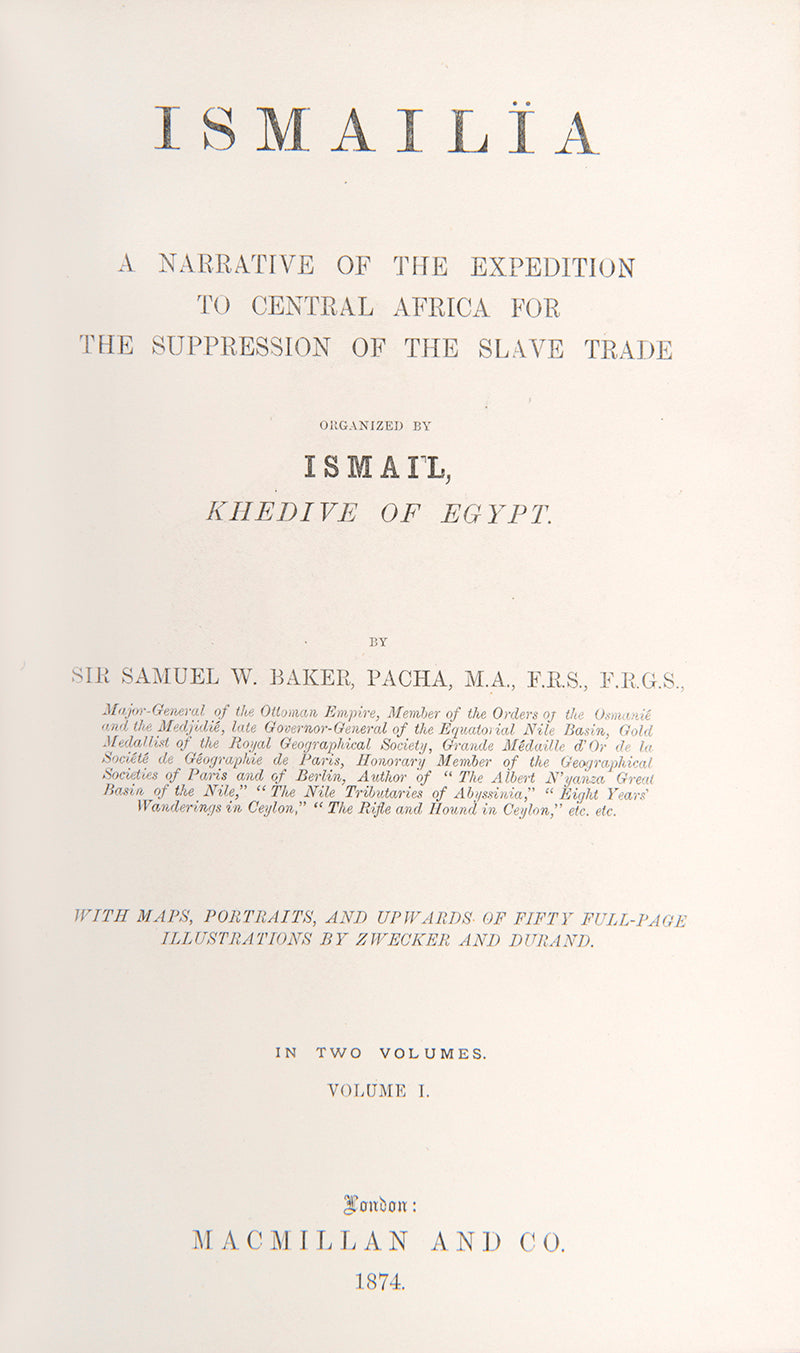 ISMAILÏA
A NARRATIVE OF THE EXPEDITION
TO CENTRAL AFRICA FOR
THE SUPPRESSION OF THE SLAVE TRADE
ORGANIZED BY
ISMAIL,
KHEDIVE OF EGYPT.
BY
SIR SAMUEL W. BAKER, PACHA, M.A., F.R.S., F.R.G.S.,
Major-General of the Ottoman Empire, Member of the Orders of the Osmanié
and the Medjidié, late Governor-General of the Equatorial Nile Basin, Gold
Medallist of the Royal Geographical Society, Grande Médaille d'Or de la
Société de Géographie de Paris, Honorary Member of the Geographical
Societies of Paris and of Berlin, Author of “ The Albert N'yanza Great
Basin of the Nile,” “ The Nile Tributaries of Abyssinia,” “ Eight Years'
Wanderings in Ceylon,” “ The Rifle and Hound in Ceylon,” etc. etc.
WITH MAPS, PORTRAITS, AND UPWARDS OF FIFTY FULL-PAGE
ILLUSTRATIONS BY ZWECKER AND DURAND.
IN TWO VOLUMES.
VOLUME I.
London:
MACMILLAN AND CO.
1874.